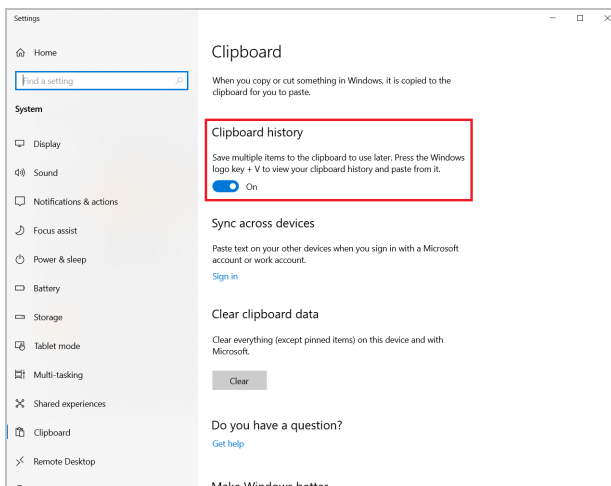 Settings
Home
Find a setting
System
Display
Sound
Notifications & actions
Focus assist
Power & sleep
Battery
Storage
Tablet mode
Multi-tasking
Shared experiences
Clipboard
Remote Desktop
Clipboard
When you copy or cut something in Windows, it is copied to the
clipboard for you to paste.
Clipboard history
Save multiple items to the clipboard to use later. Press the Windows
logo key + V to view your clipboard history and paste from it.
On
Sync across devices
Paste text on your other devices when you sign in with a Microsoft
account or work account.
Sign in
Clear clipboard data
Clear everything (except pinned items) on this device and with
Microsoft.
Clear
Do you have a question?
Get help
Make Windows better